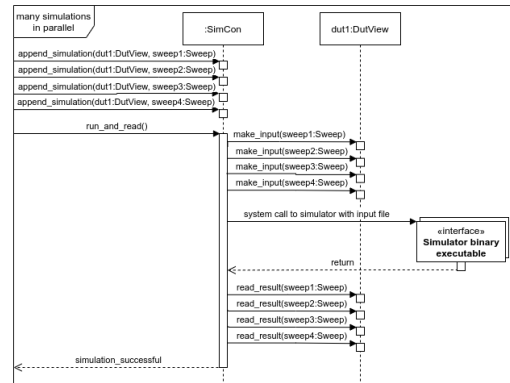 many simulations
in parallel
:SimCon
dut1:DutView
append_simulation(dut1:DutView, sweep1:Sweep)
append_simulation(dut1:DutView, sweep2:Sweep)
append_simulation(dut1:DutView, sweep3:Sweep)
append_simulation(dut1:DutView, sweep4:Sweep)
run_and_read()
make_input(sweep1:Sweep)
make_input(sweep2:Sweep)
make_input(sweep3:Sweep)
make_input(sweep4:Sweep)
system call to simulator with input file
«interface»
Simulator binary
executable
return
read_result(sweep1:Sweep)
read_result(sweep2:Sweep)
read_result(sweep3:Sweep)
read_result(sweep4:Sweep)
simulation_successful